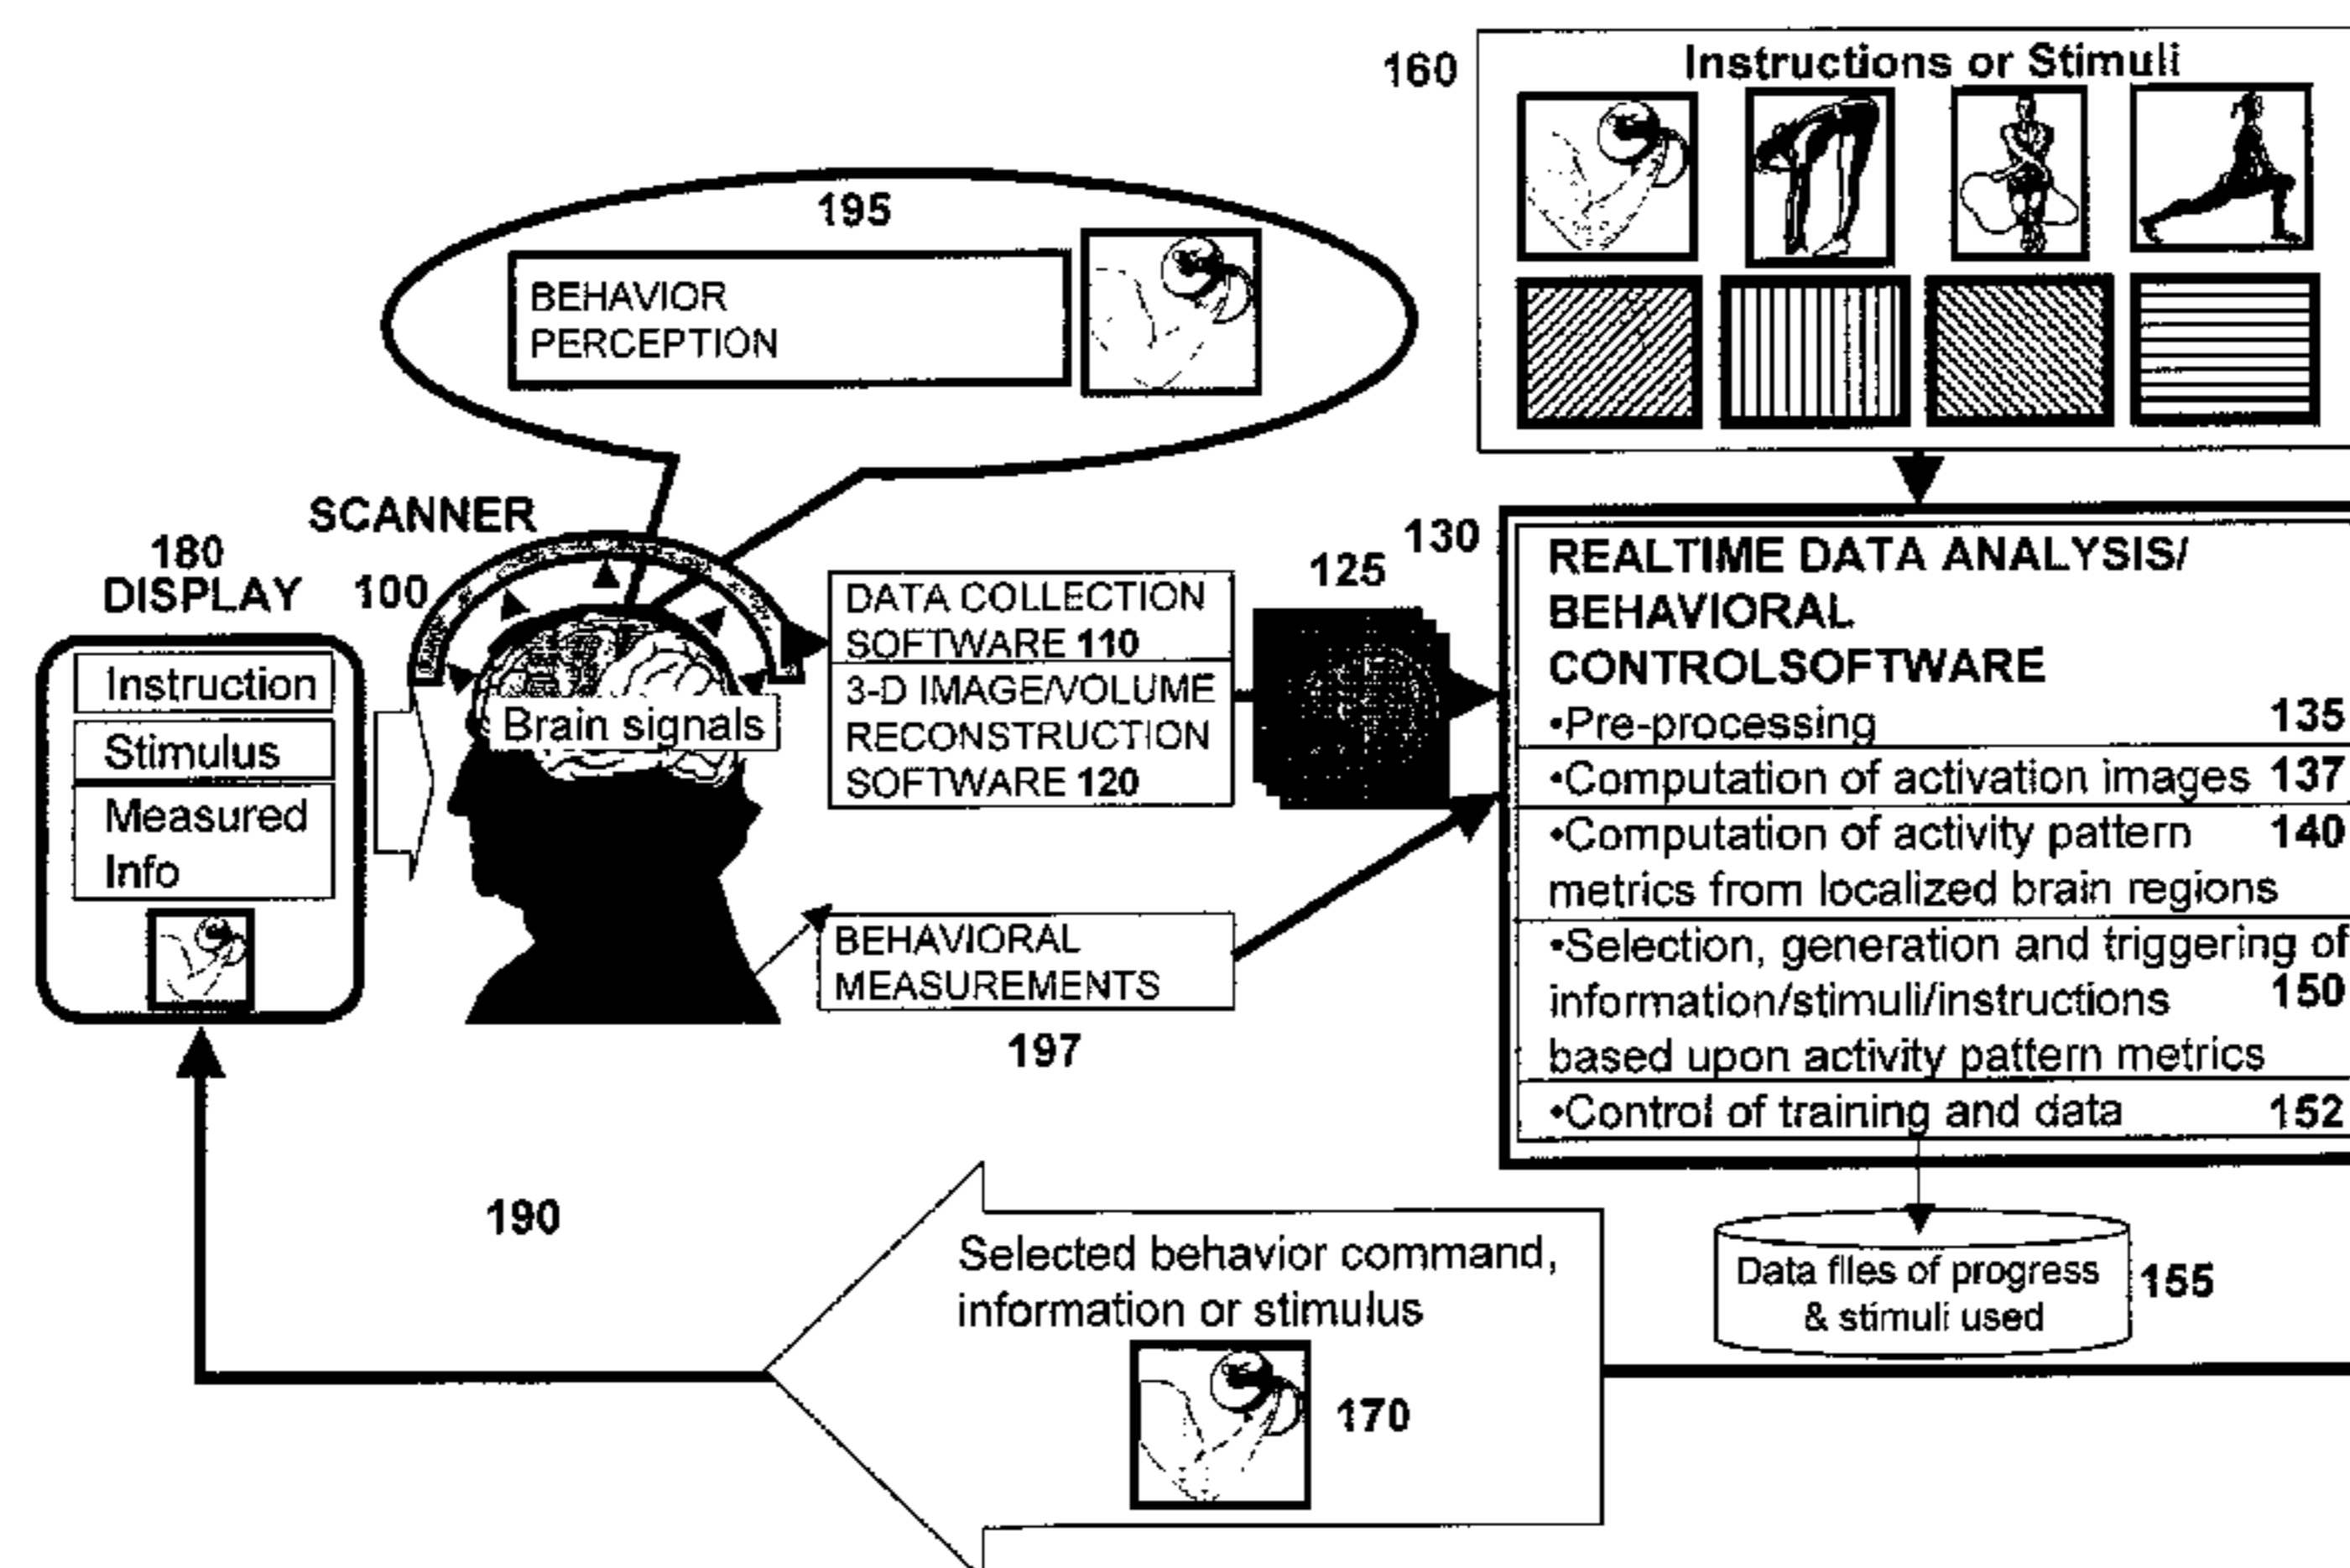 160
Instructions or Stimuli
195
BEHAVIOR
PERCEPTION
SCANNER
180
DISPLAY
100
Instruction
Stimulus
Measured
Info
Brain signals
DATA COLLECTION
SOFTWARE 110
3-D IMAGE/VOLUME
RECONSTRUCTION
SOFTWARE 120
125
130
BEHAVIORAL
MEASUREMENTS
197
REALTIME DATA ANALYSIS/
BEHAVIORAL
CONTROLSOFTWARE
•Pre-processing 135
•Computation of activation images 137
•Computation of activity pattern 140
metrics from localized brain regions
•Selection, generation and triggering of
information/stimuli/instructions 150
based upon activity pattern metrics
•Control of training and data 152
Data files of progress
& stimuli used
155
190
Selected behavior command,
information or stimulus
170